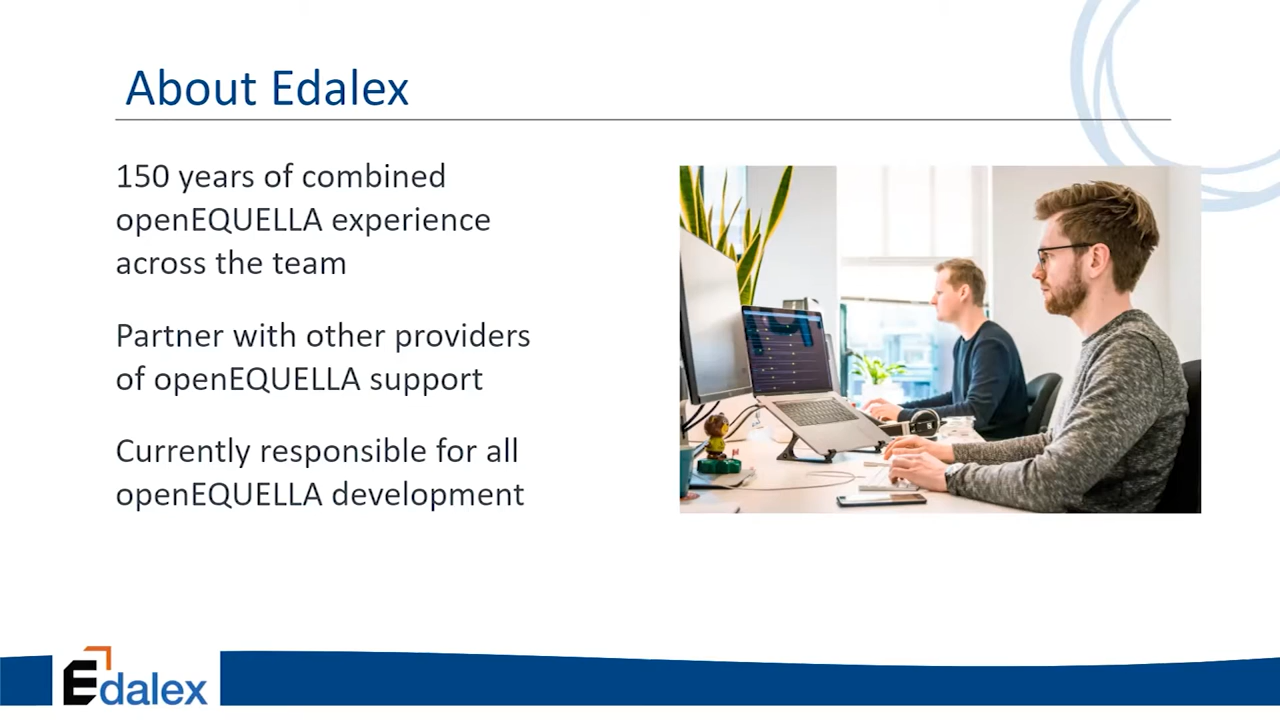 About Edalex
150 years of combined
openEQUELLA experience
across the team
Partner with other providers
of openEQUELLA support
Currently responsible for all
openEQUELLA development
Edalex